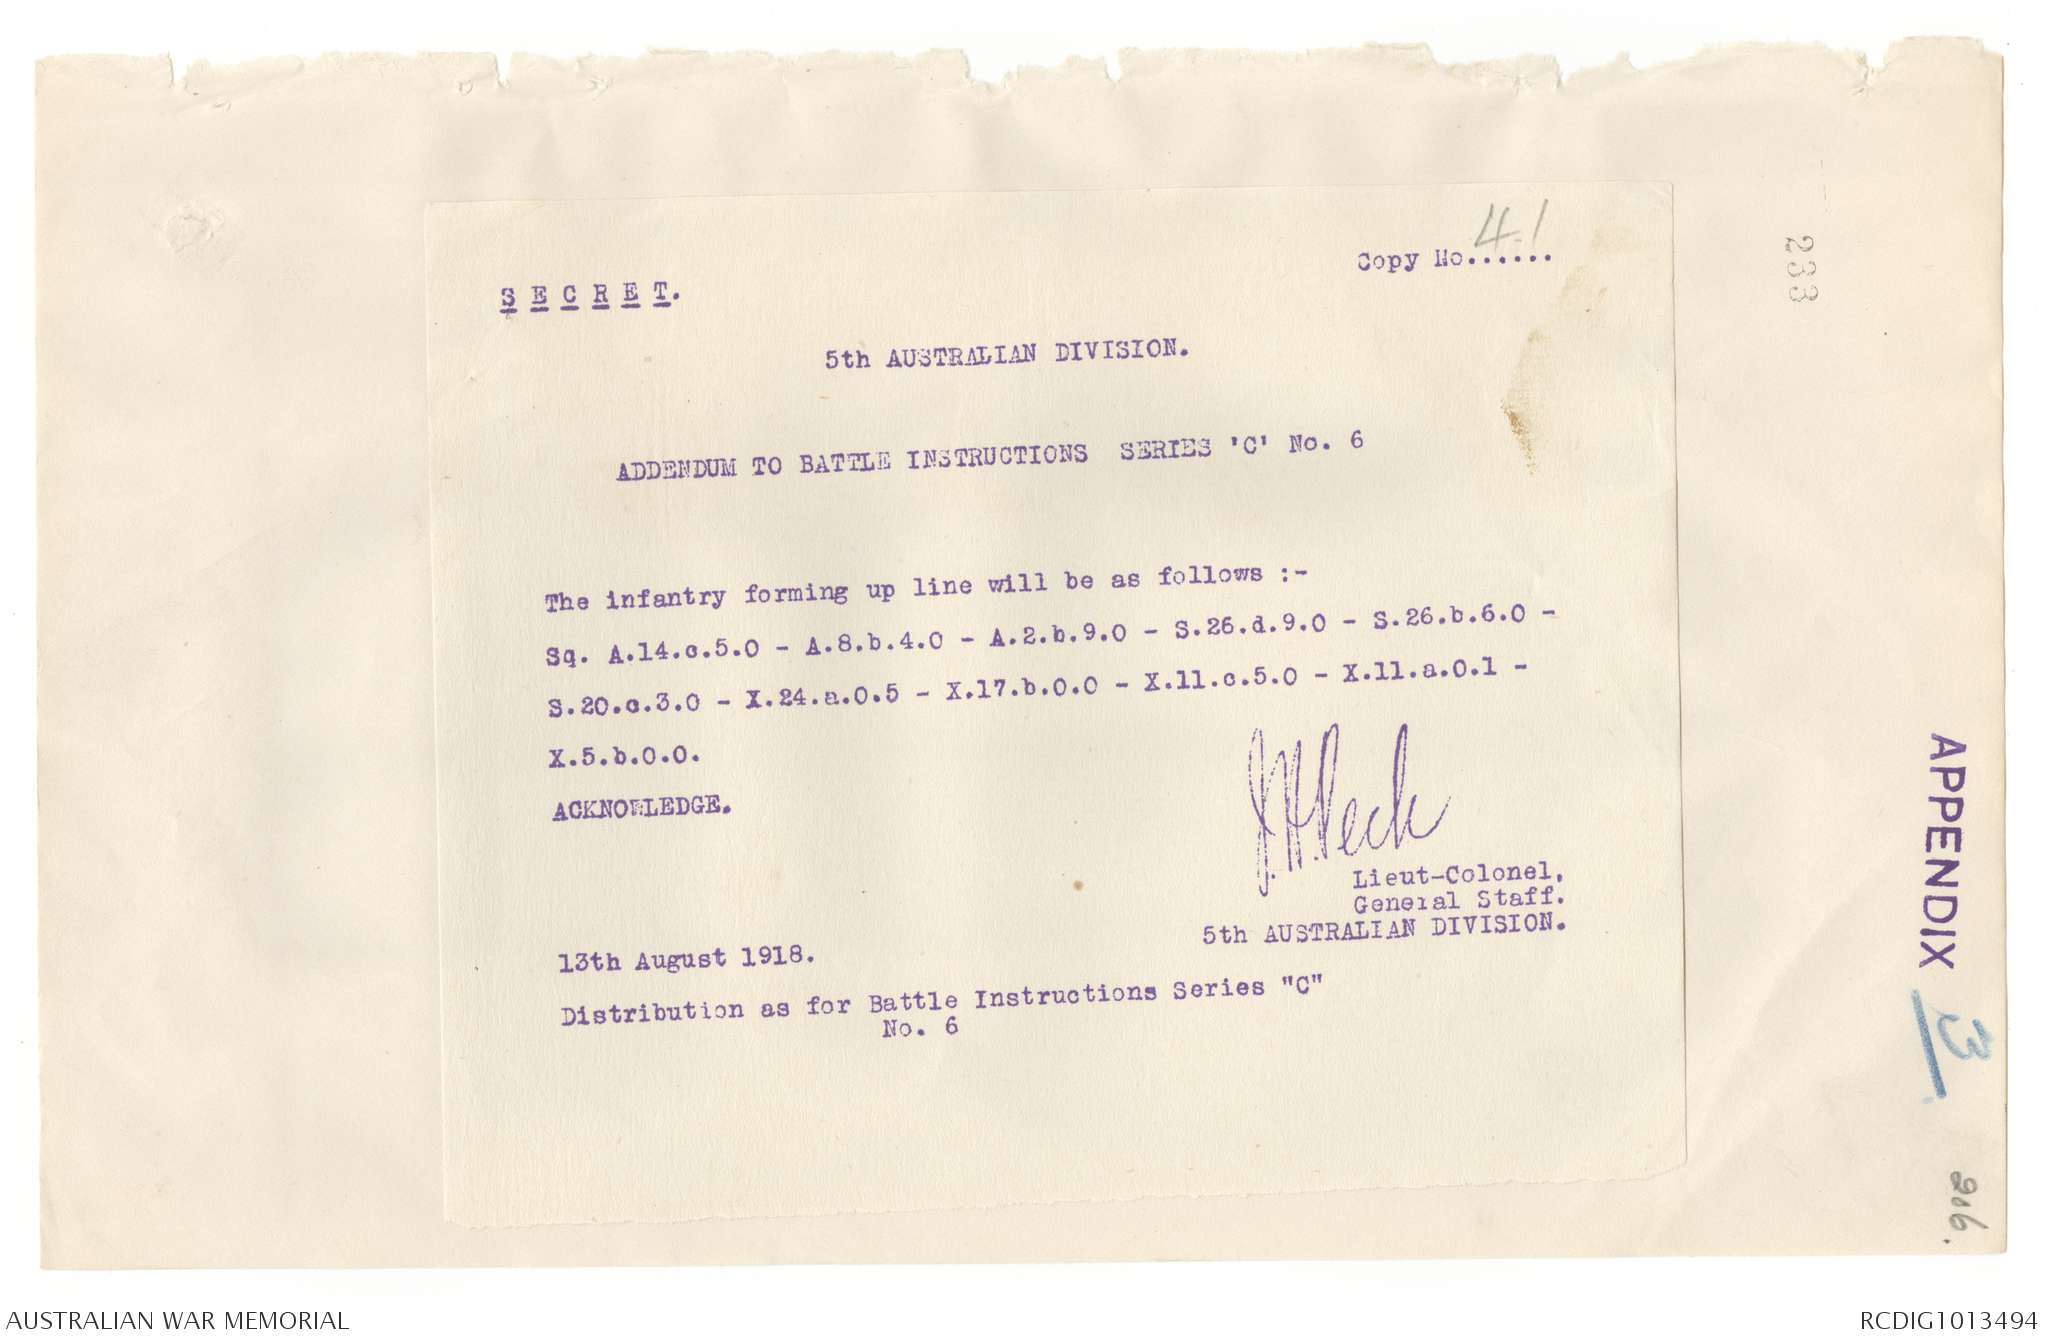 Copy No...... 41
S E C R E T.
5th AUSTRALIAN DIVISION.
ADDENDUM TO BATTLE INSTRUCTIONS SERIES 'C' No. 6
The infantry forming up line will be as follows :-
Sq. A.14.c.5.0 - A.8.b.4.0 - A.2.b.9.0 - S.26.d.9.0 - S.26.b.6.0 -
S.20.c.3.0 - X.24.a.0.5 - X.17.b.0.0 - X.11.c.5.0 - X.11.a.0.1 -
X.5.b.0.0.
ACKNOWLEDGE.
J.H.Peck
Lieut-Colonel,
General Staff.
5th AUSTRALIAN DIVISION.
13th August 1918.
Distribution as for Battle Instructions Series "C"
No. 6
233
APPENDIX 3
206.
AUSTRALIAN WAR MEMORIAL
RCDIG1013494